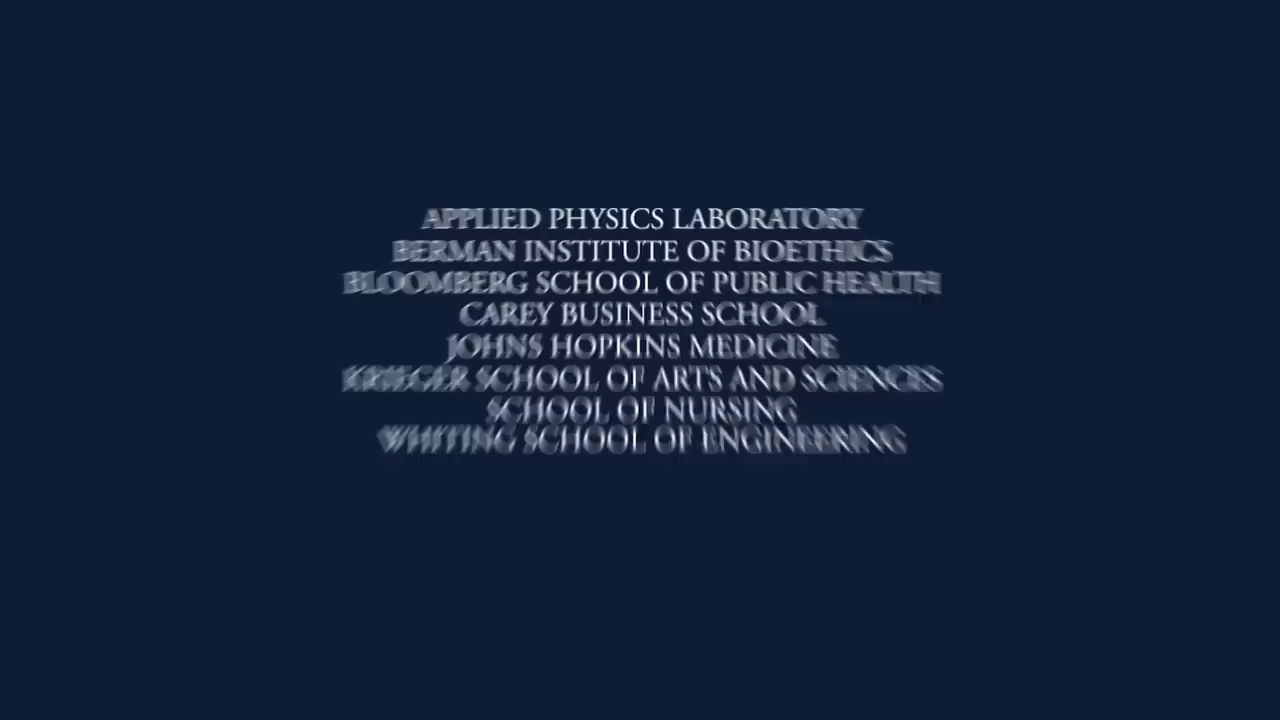 APPLIED PHYSICS LABORATORY
BERMAN INSTITUTE OF BIOETHICS
BLOOMBERG SCHOOL OF PUBLIC HEALTH
CAREY BUSINESS SCHOOL
JOHNS HOPKINS MEDICINE
KRIEGER SCHOOL OF ARTS AND SCIENCES
SCHOOL OF NURSING
WHITING SCHOOL OF ENGINEERING